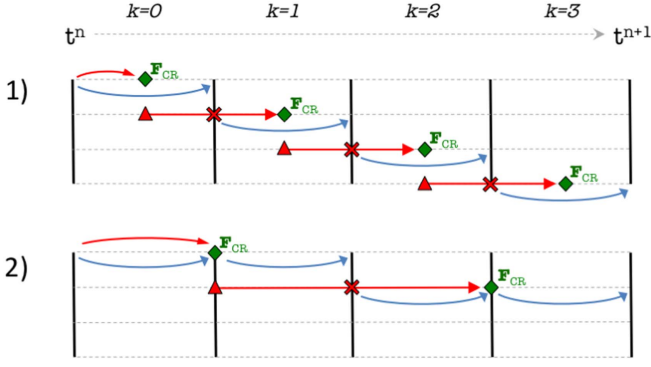 k=0 k=1 k=2 k=3
tⁿ tⁿ⁺¹
1)
F_CR
F_CR
F_CR
F_CR
2)
F_CR
F_CR